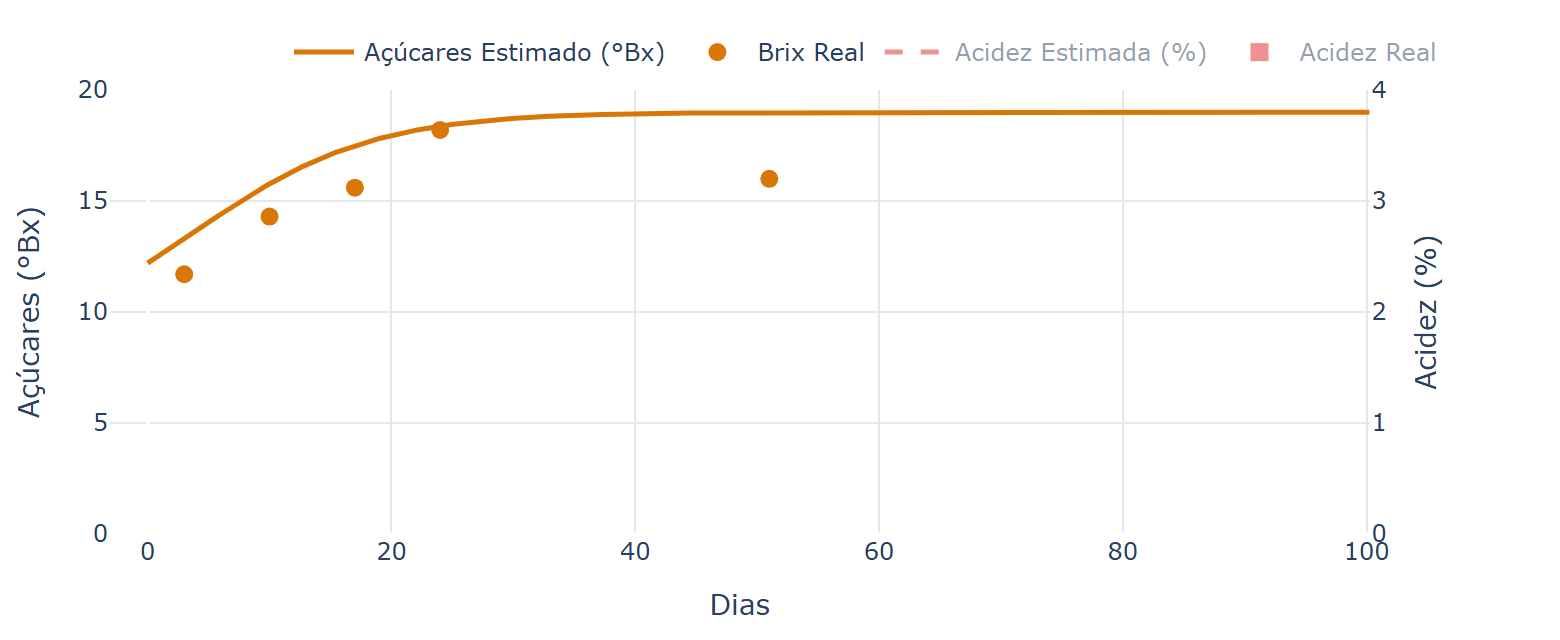 Açúcares Estimado (°Bx) Brix Real Acidez Estimada (%) Acidez Real
20 4
15 3
10 2
5 1
0 0
Açúcares (°Bx)
Acidez (%)
0 20 40 60 80 100
Dias